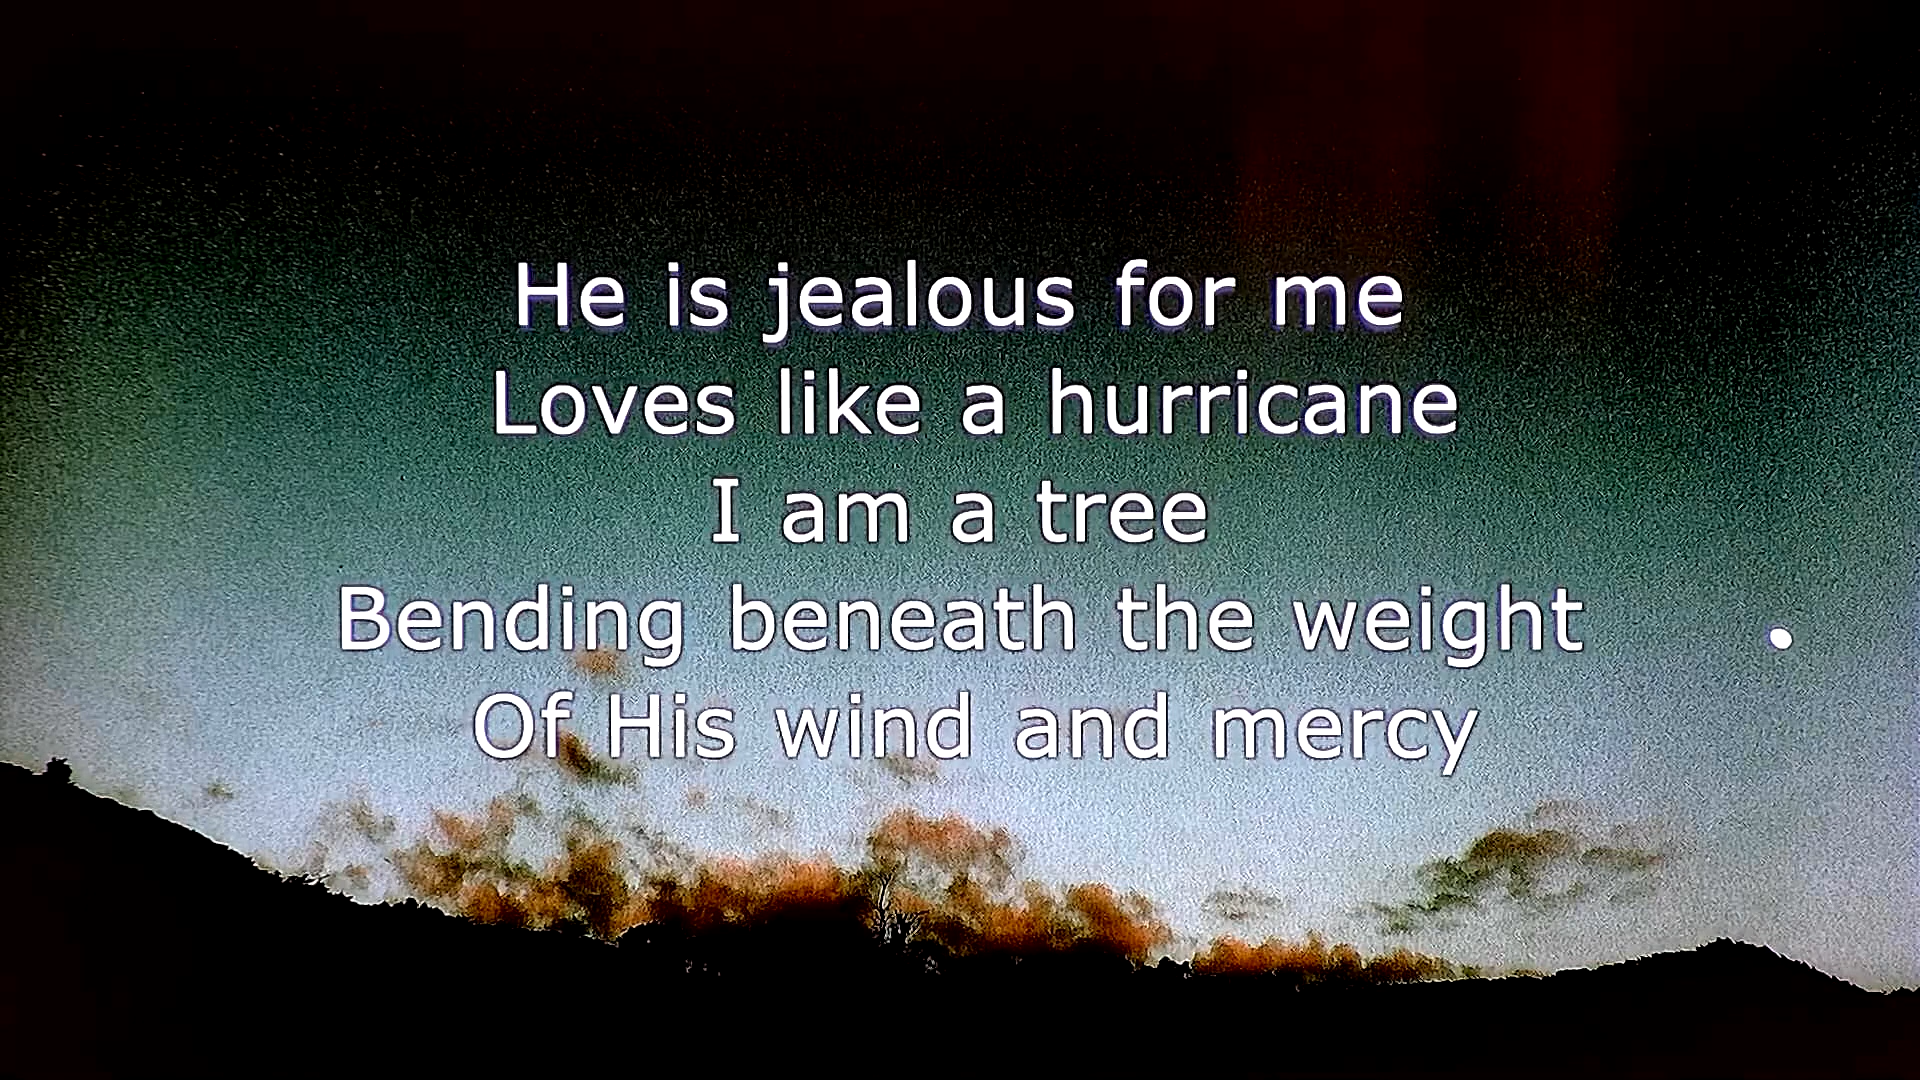 He is jealous for me
Loves like a hurricane
I am a tree
Bending beneath the weight
Of His wind and mercy